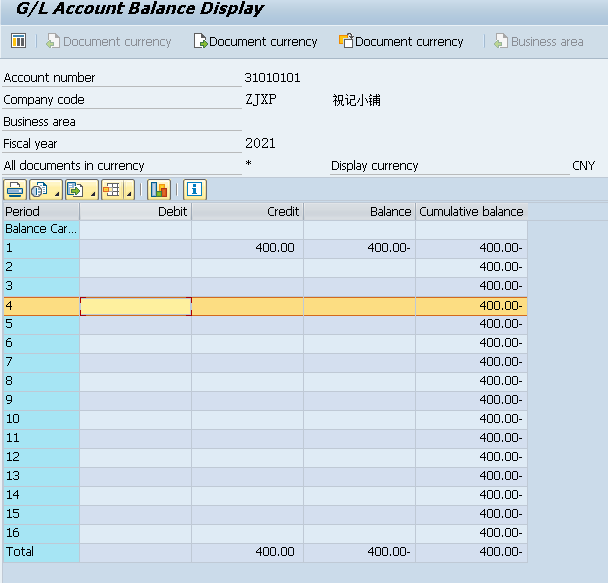 G/L Account Balance Display
Document currency Document currency Document currency Business area
Account number 31010101
Company code ZJXP 祝记小铺
Business area
Fiscal year 2021
All documents in currency * Display currency CNY
Period Debit Credit Balance Cumulative balance
Balance Car...
1 400.00 400.00- 400.00-
2 400.00-
3 400.00-
4 400.00-
5 400.00-
6 400.00-
7 400.00-
8 400.00-
9 400.00-
10 400.00-
11 400.00-
12 400.00-
13 400.00-
14 400.00-
15 400.00-
16 400.00-
Total 400.00 400.00- 400.00-